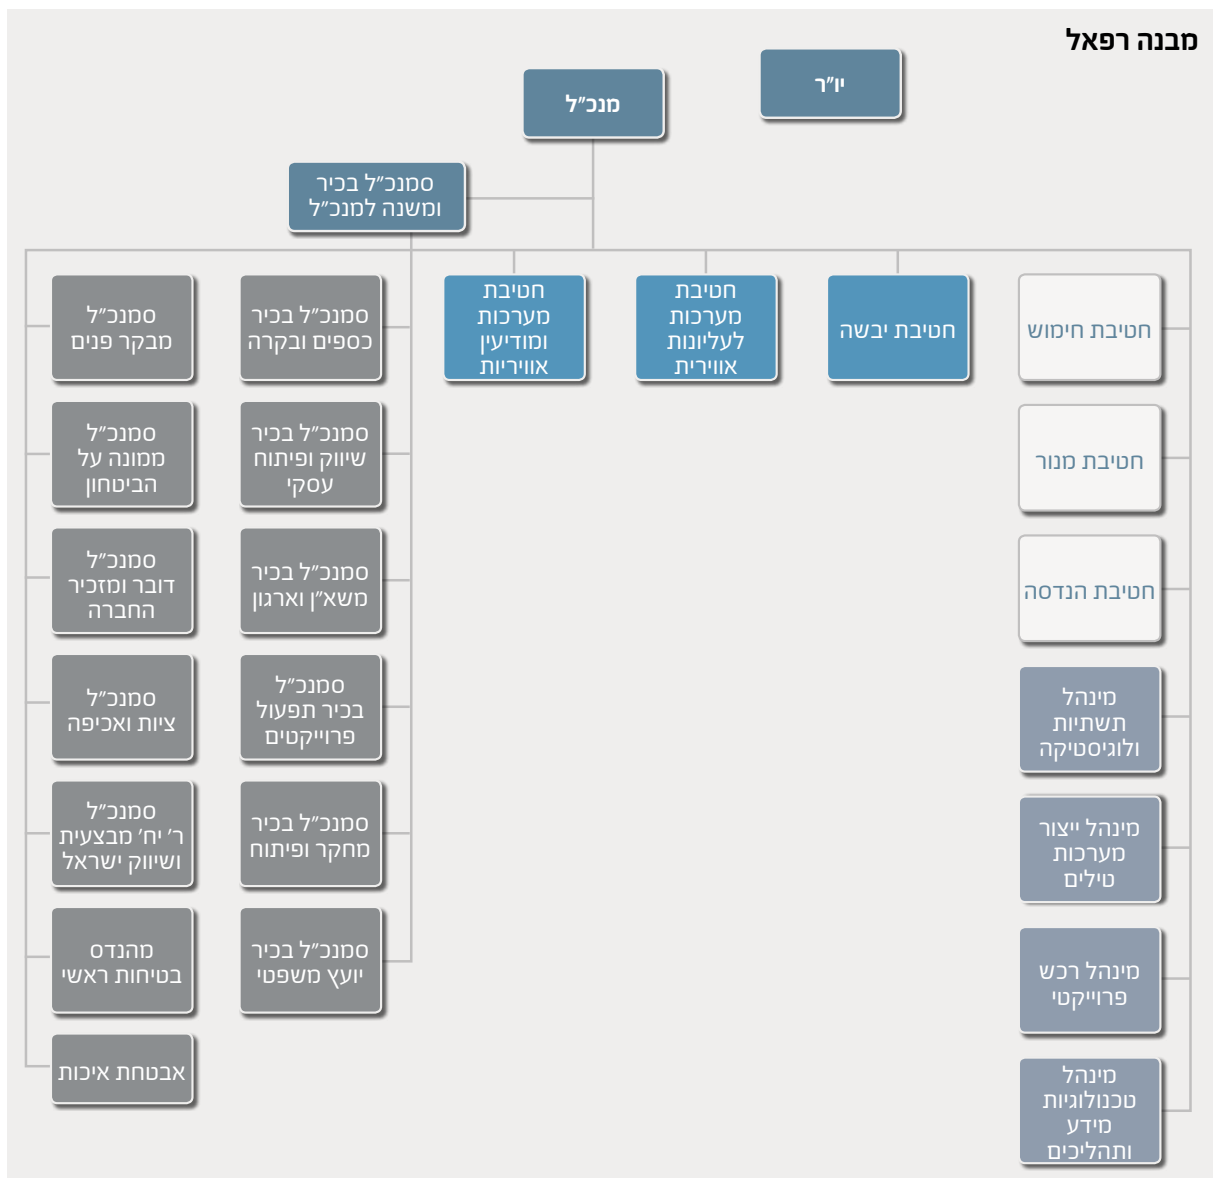 מבנה רפאל
יו"ר
מנכ"ל
סמנכ"ל בכיר
ומשנה למנכ"ל
חטיבת חימוש
חטיבת מנור
חטיבת הנדסה
מינהל
תשתיות
ולוגיסטיקה
מינהל ייצור
מערכות
טילים
מינהל רכש
פרוייקטי
מינהל
טכנולוגיות
מידע
ותהליכים
חטיבת יבשה
חטיבת
מערכות
לעליונות
אווירית
חטיבת
מערכות
ומודיעין
אוויריות
סמנכ"ל בכיר
כספים ובקרה
סמנכ"ל בכיר
שיווק ופיתוח
עסקי
סמנכ"ל בכיר
משא"ן וארגון
סמנכ"ל
בכיר תפעול
פרוייקטים
סמנכ"ל בכיר
מחקר ופיתוח
סמנכ"ל בכיר
יועץ משפטי
סמנכ"ל
מבקר פנים
סמנכ"ל
ממונה על
הביטחון
סמנכ"ל
דובר ומזכיר
החברה
סמנכ"ל
ציות ואכיפה
סמנכ"ל
ר' יח' מבצעית
ושיווק ישראל
מהנדס
בטיחות ראשי
אבטחת איכות